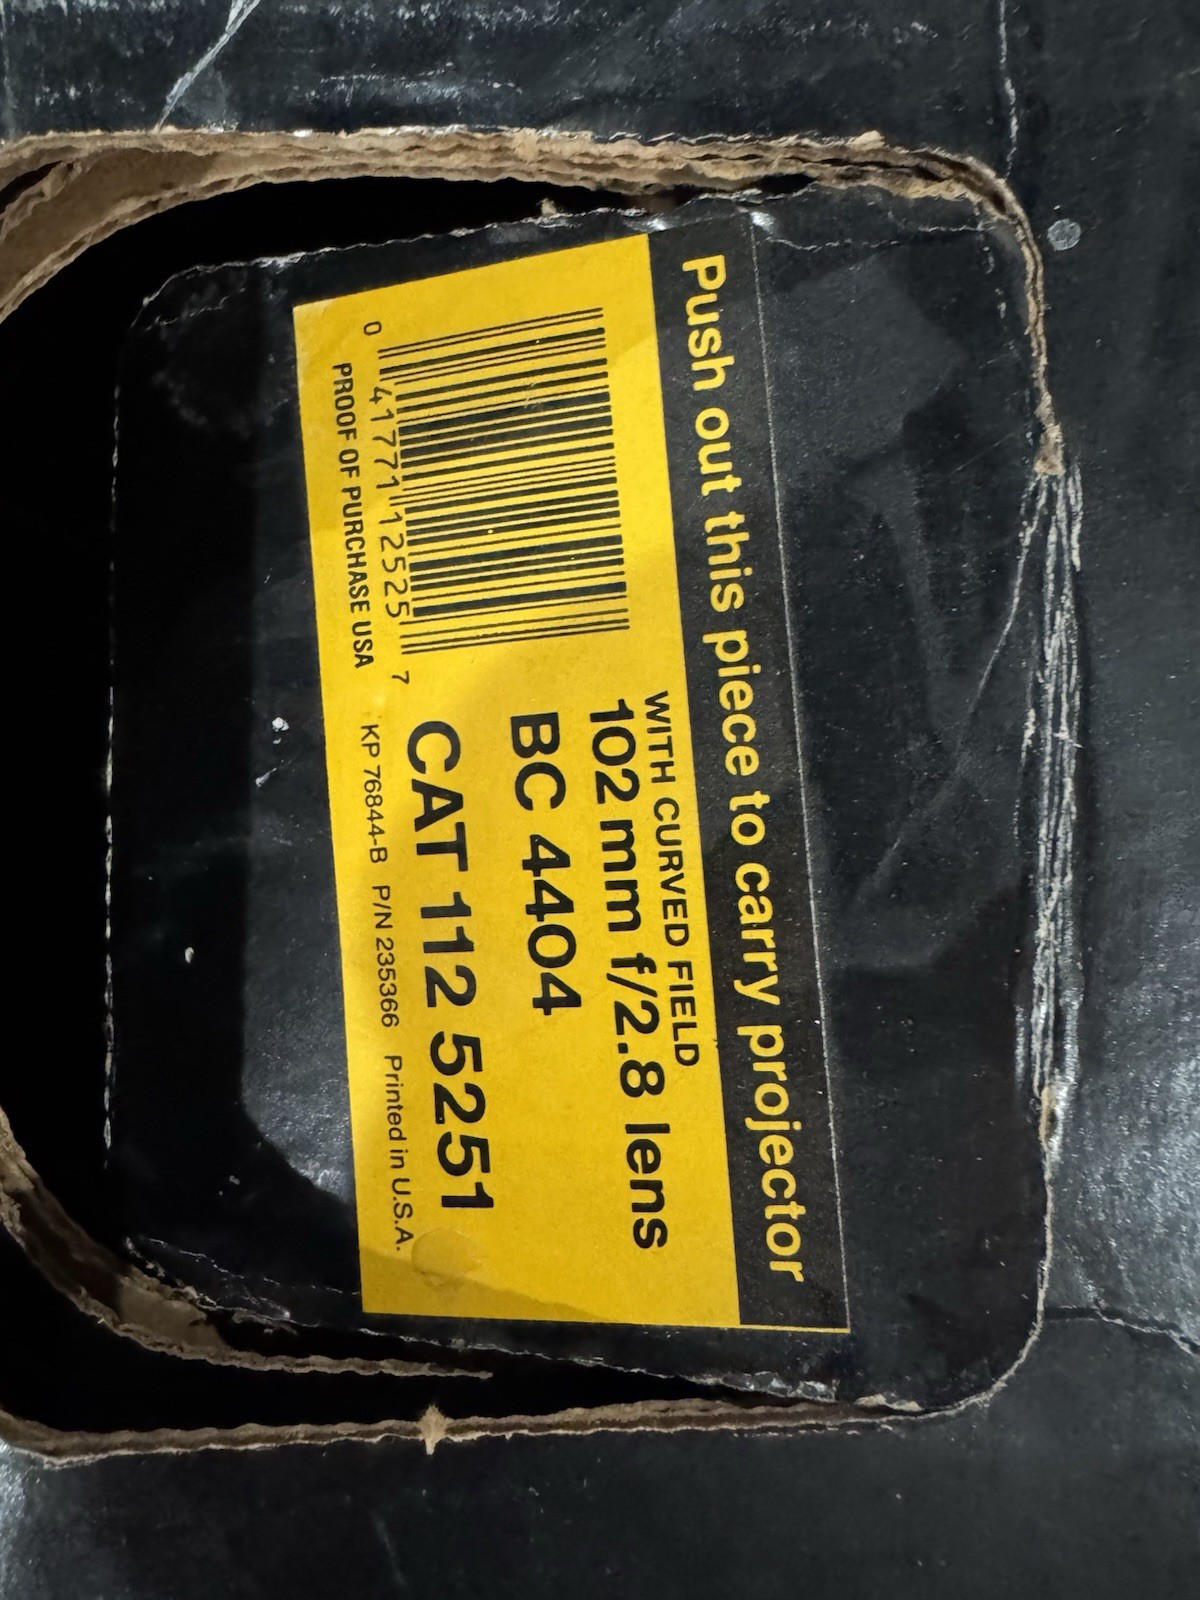 Push out this piece to carry projector
WITH CURVED FIELD
102 mm f/2.8 lens
BC 4404
CAT 112 5251
0 41771 12525 7
PROOF OF PURCHASE USA
KP 76844-B P/N 235366 Printed in U.S.A.